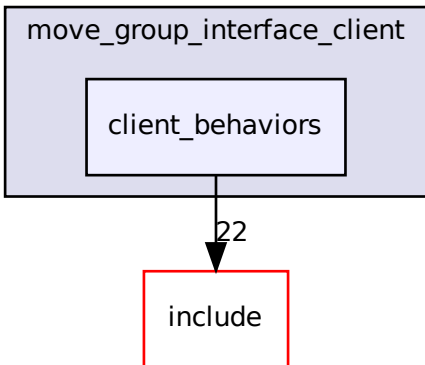 move_group_interface_client
client_behaviors
22
include